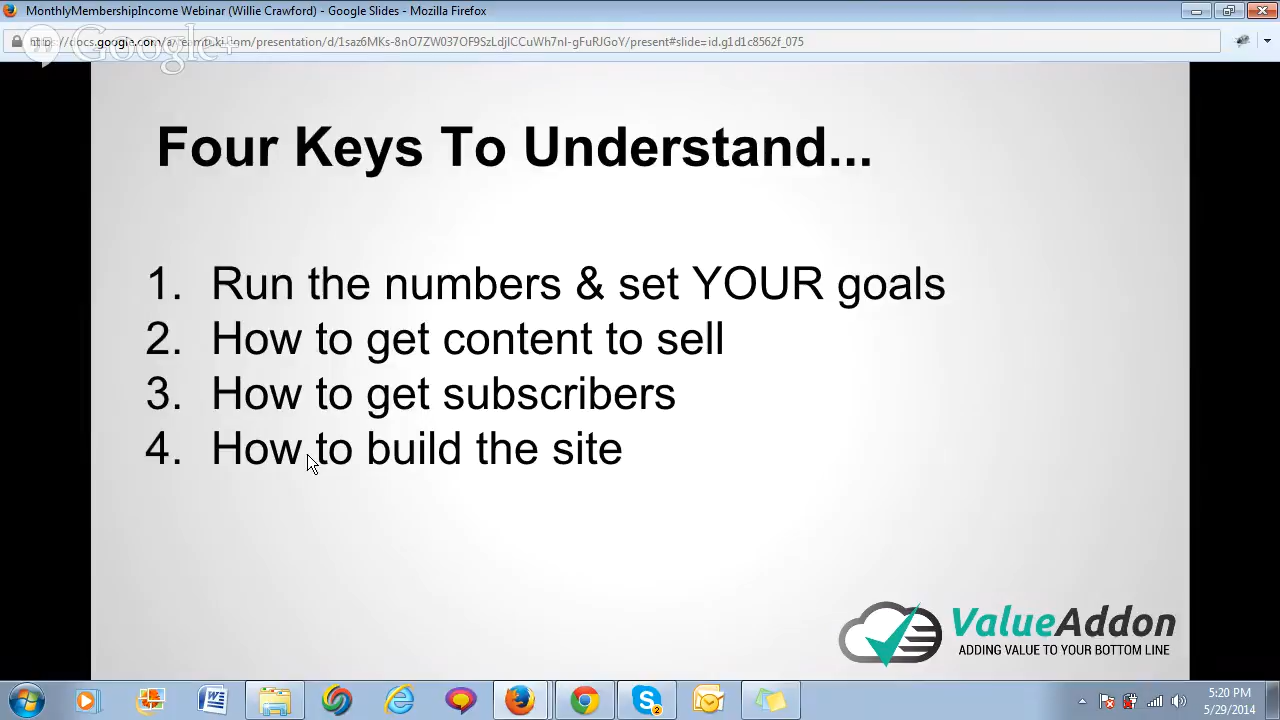 MonthlyMembershipIncome Webinar (Willie Crawford) - Google Slides - Mozilla Firefox
Google+
Four Keys To Understand...
1. Run the numbers & set YOUR goals
2. How to get content to sell
3. How to get subscribers
4. How to build the site
ValueAddon
ADDING VALUE TO YOUR BOTTOM LINE
5:20 PM
5/29/2014